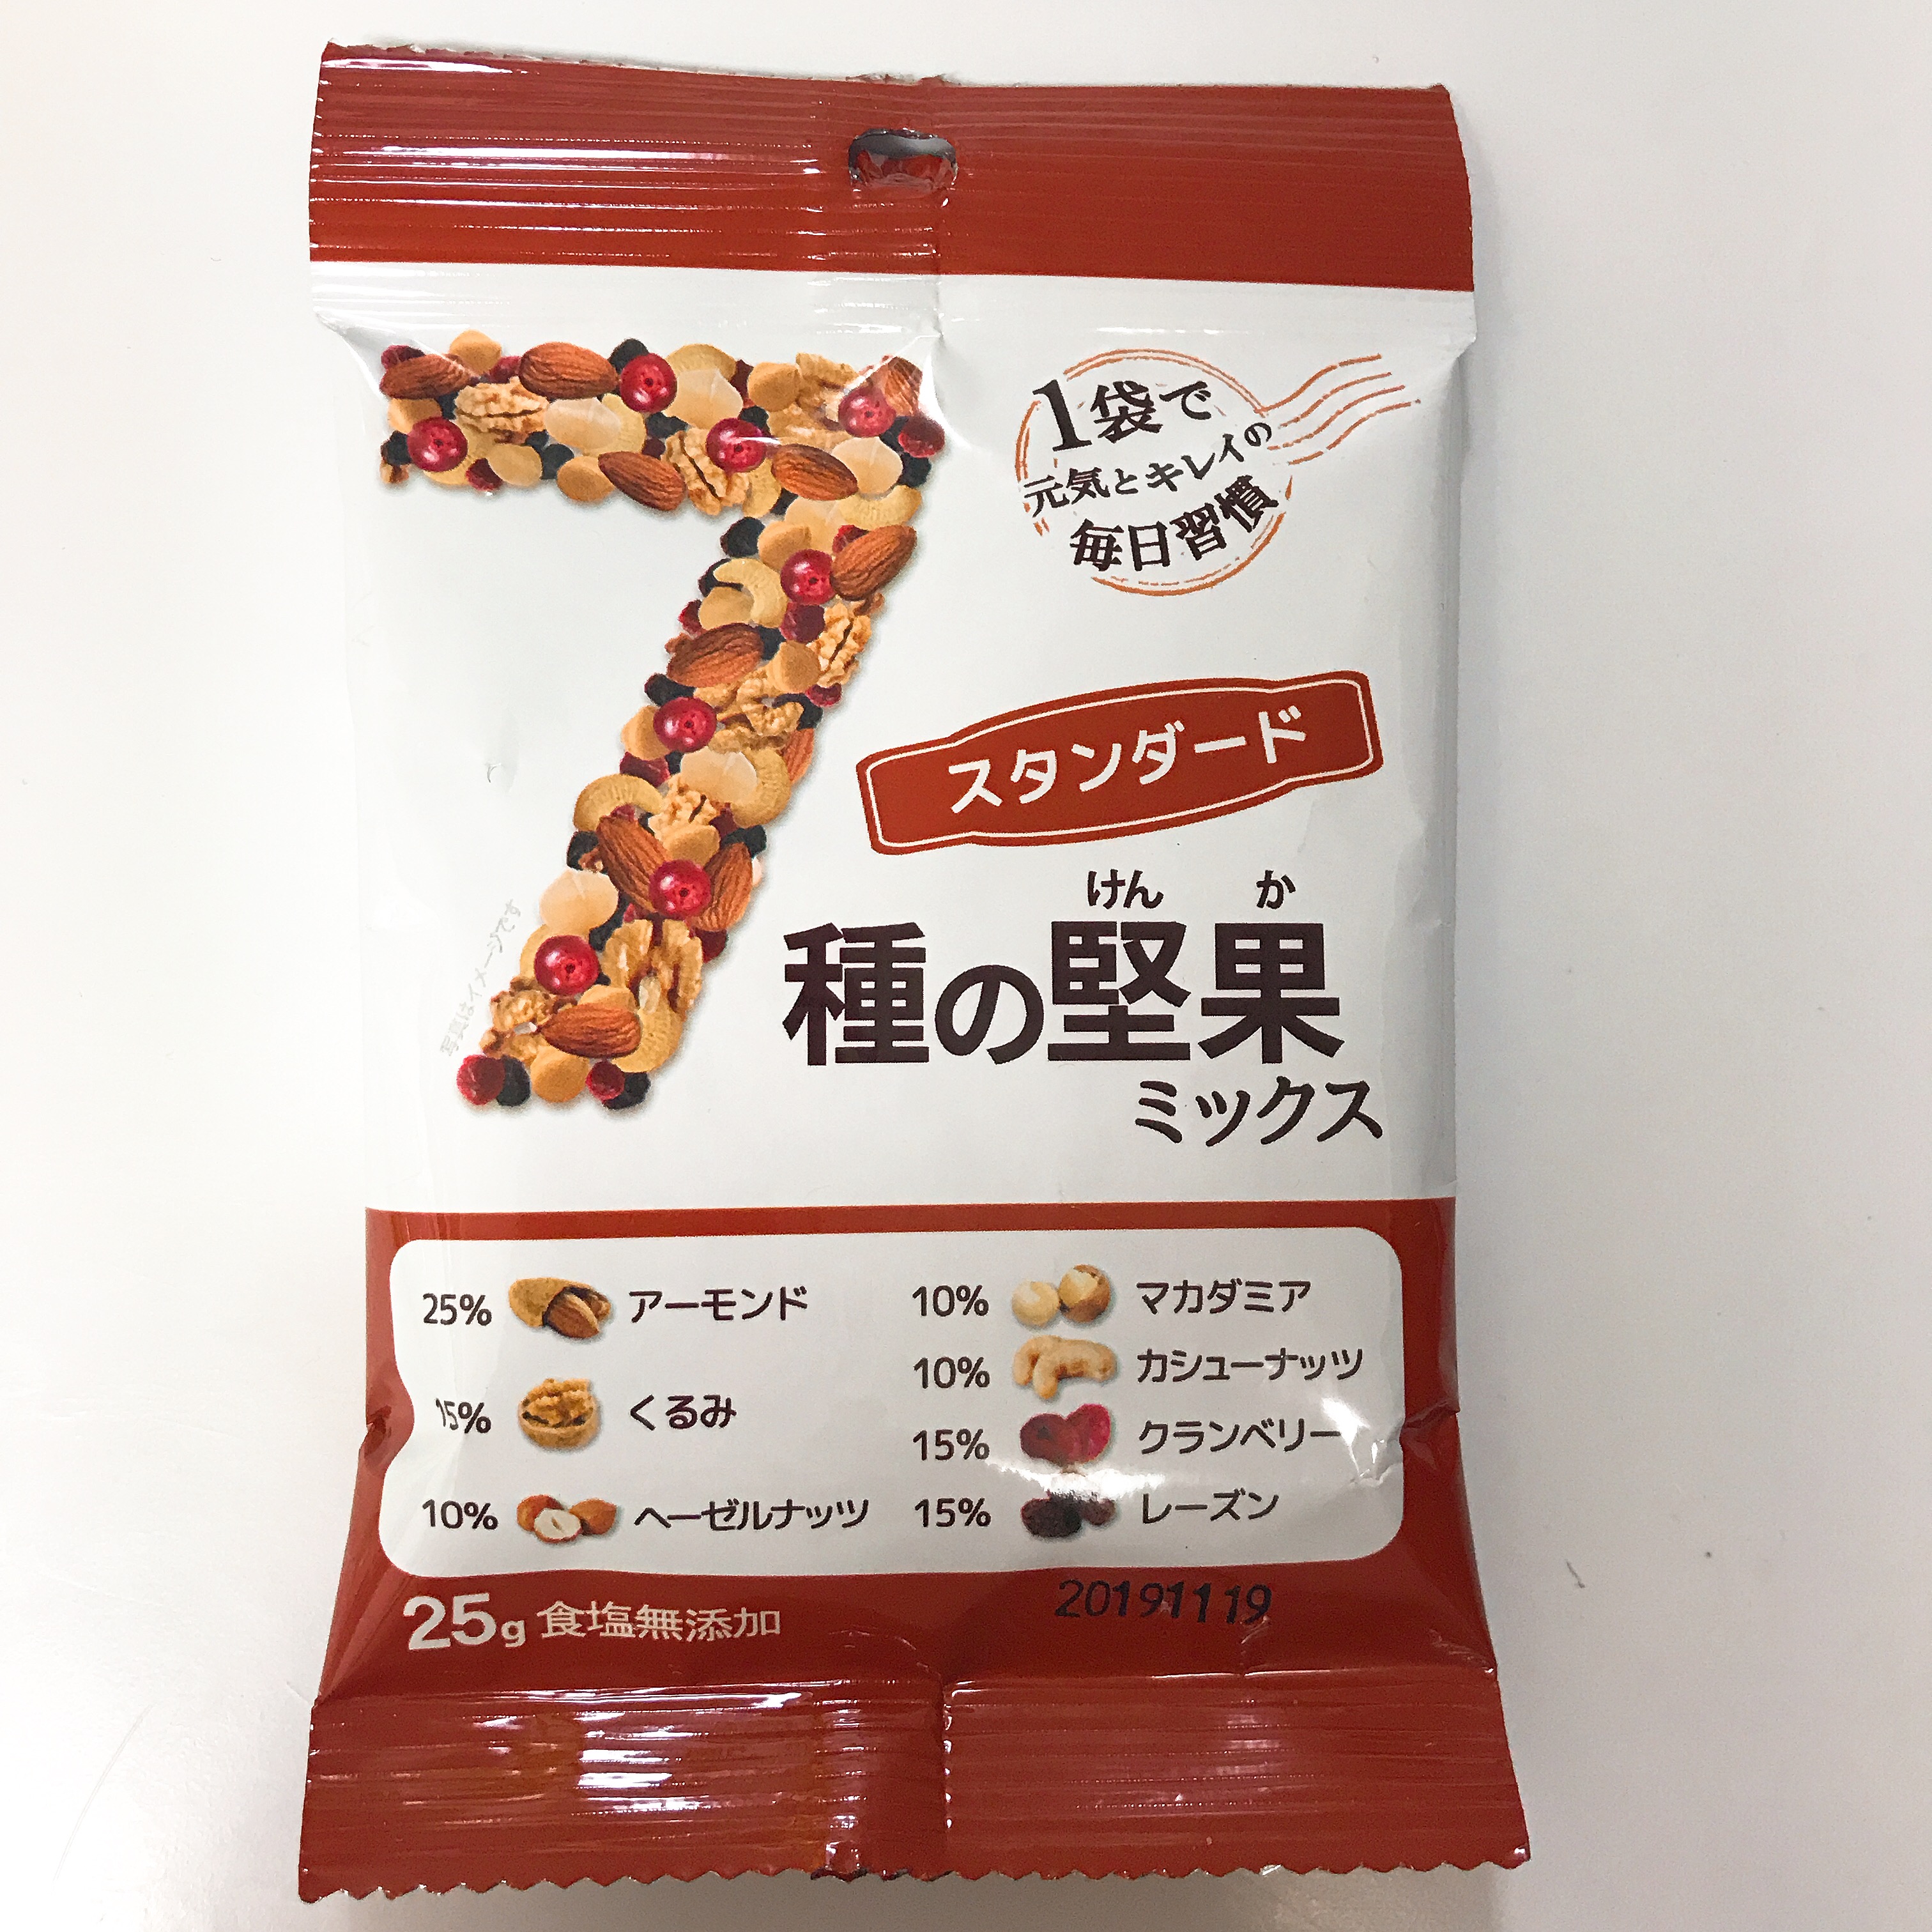 1袋で
元気とキレイの
毎日習慣
スタンダード
けん か
7種の堅果
ミックス
写真はイメージです
25% アーモンド
15% くるみ
10% ヘーゼルナッツ
10% マカダミア
10% カシューナッツ
15% クランベリー
15% レーズン
25g 食塩無添加
20191119